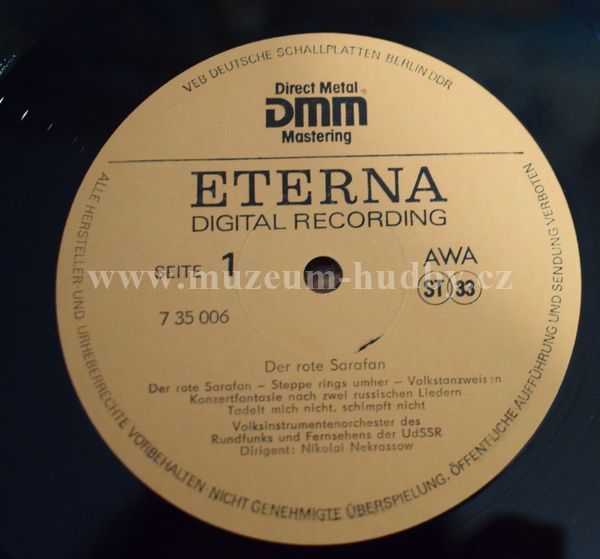 VEB DEUTSCHE SCHALLPLATTEN BERLIN DDR
Direct Metal
DMM®
Mastering
ETERNA
DIGITAL RECORDING
SEITE 1
AWA
ST 33
www.muzeum-hudby.cz
7 35 006
Der rote Sarafan
Der rote Sarafan – Steppe rings umher – Volkstanzweisen
Konzertfantasie nach zwei russischen Liedern
Tadelt mich nicht, schimpft nicht
Volksinstrumentenorchester des
Rundfunks und Fernsehens der UdSSR
Dirigent: Nikolai Nekrassow
ALLE HERSTELLER-UND URHEBERRECHTE VORBEHALTEN NICHT GENEHMIGTE ÜBERSPIELUNG, ÖFFENTLICHE AUFFÜHRUNG UND SENDUNG VERBOTEN